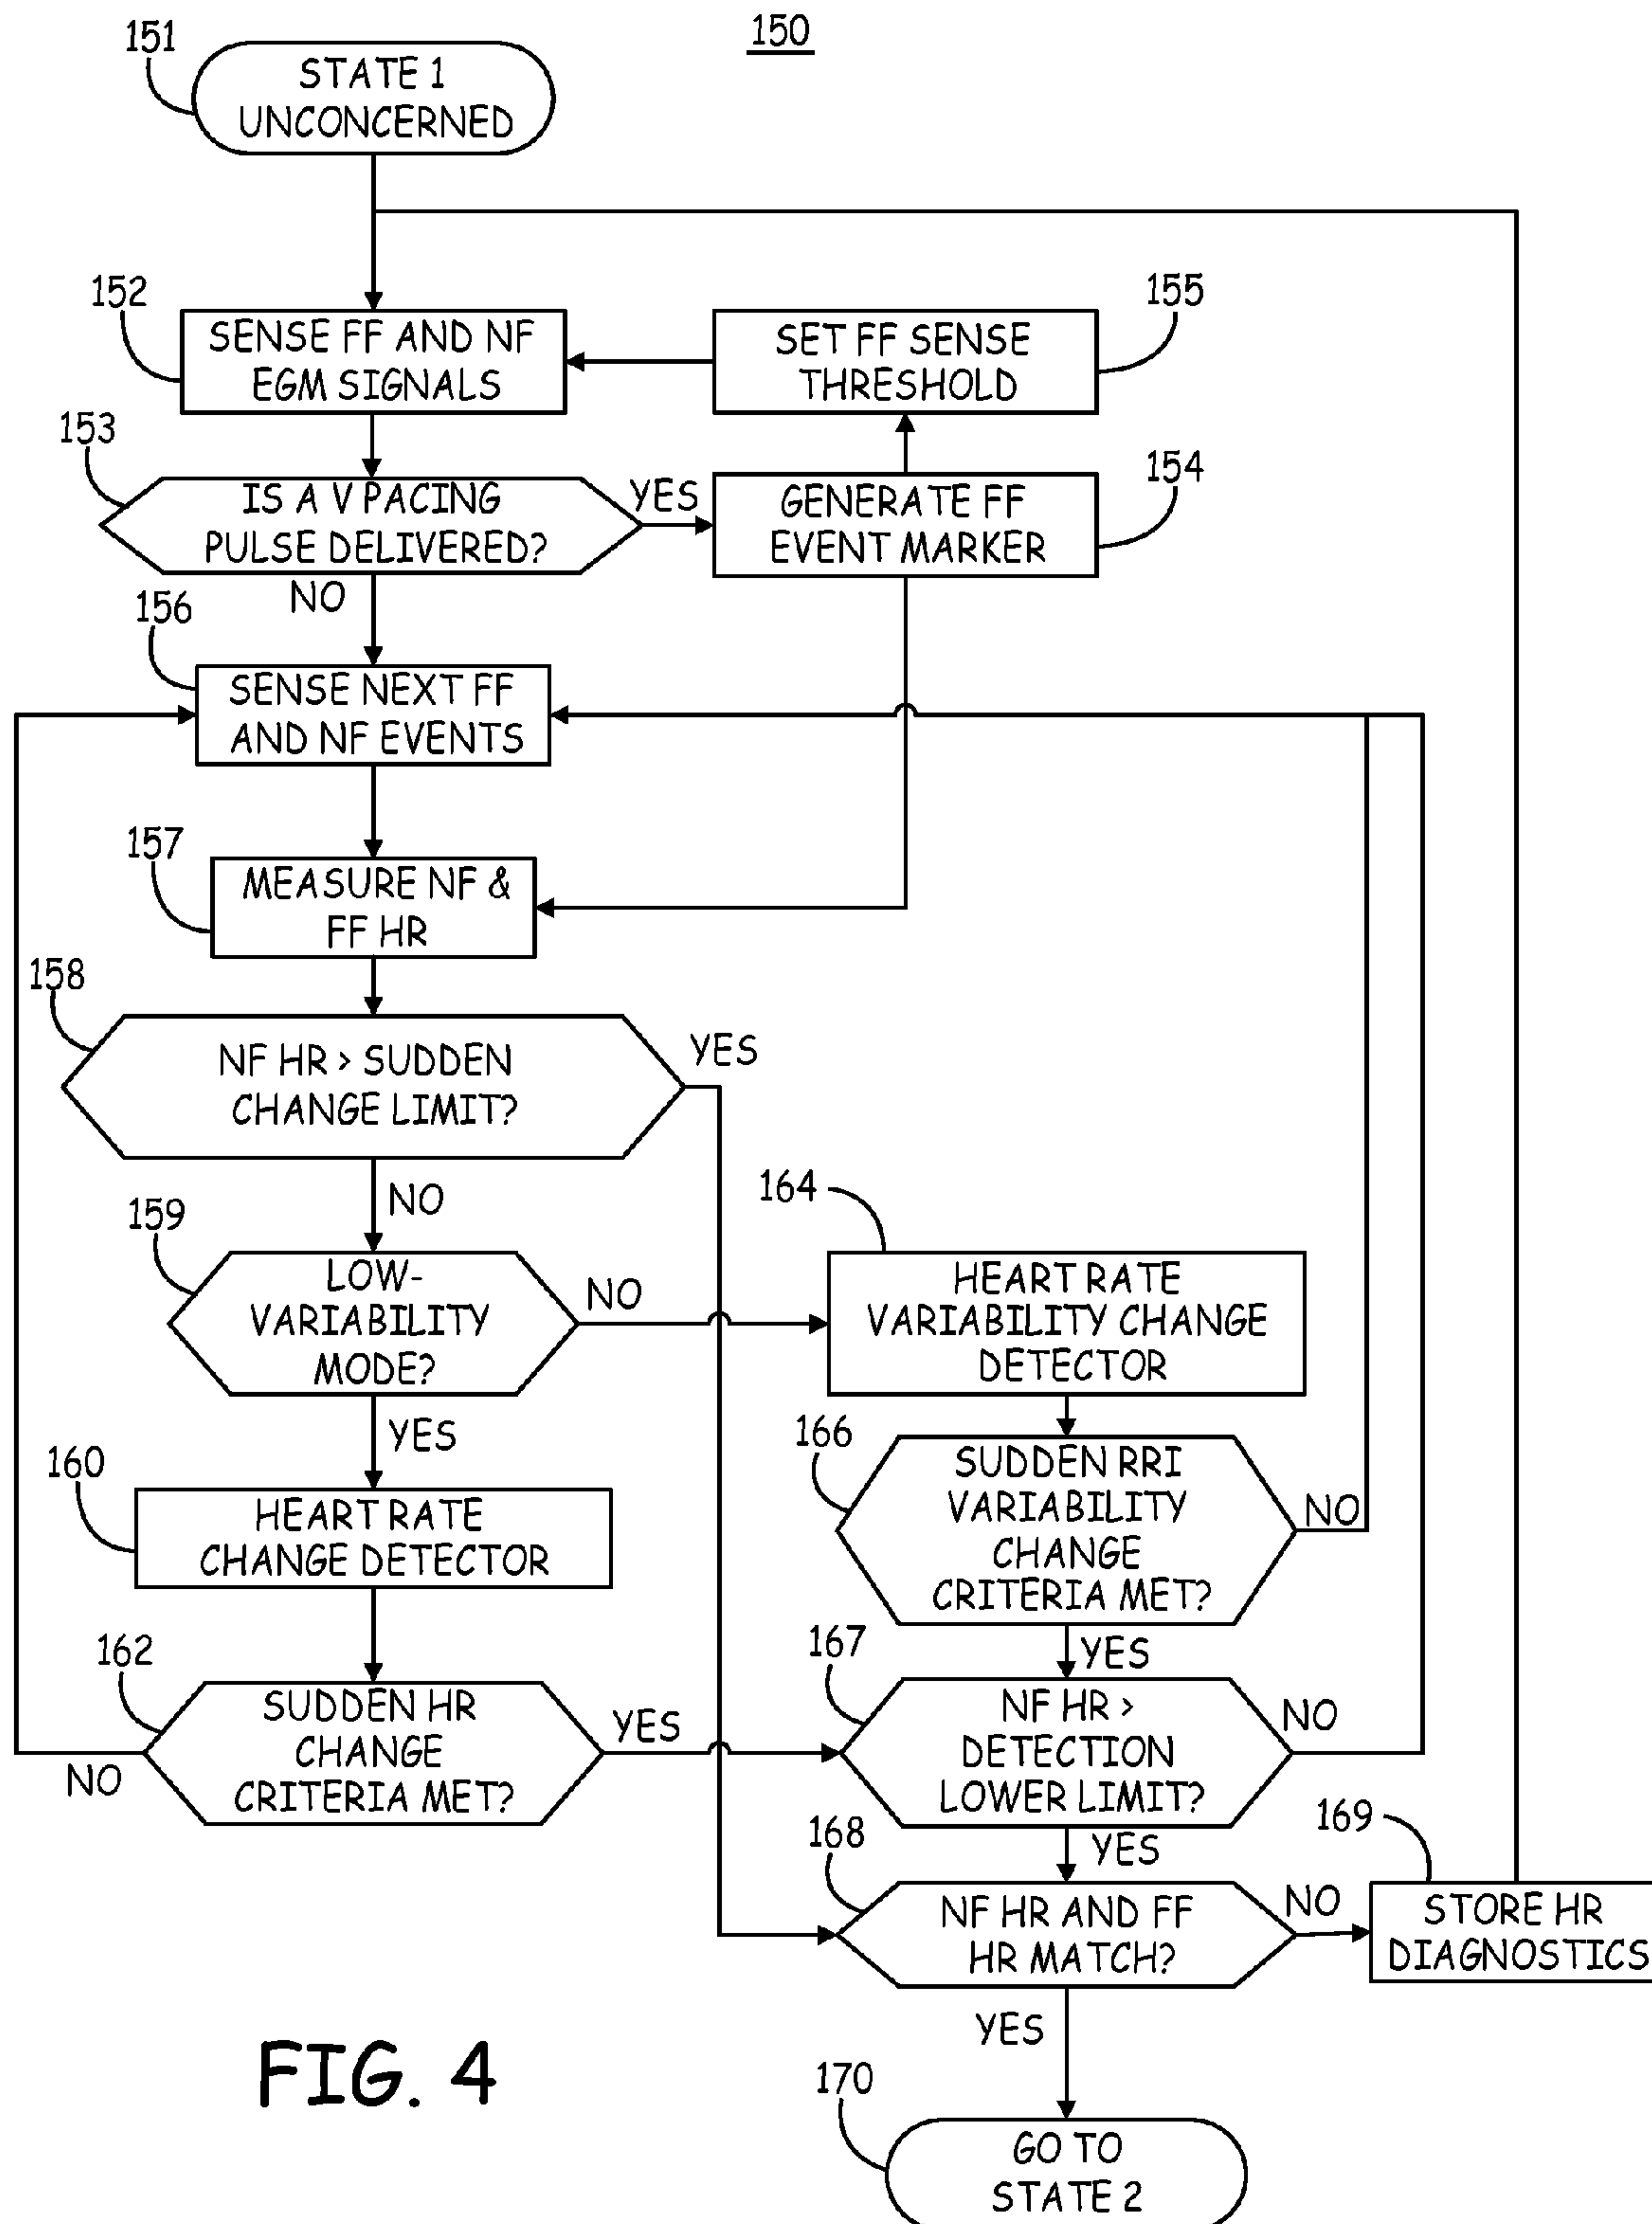 150
151
STATE 1
UNCONCERNED
152
SENSE FF AND NF
EGM SIGNALS
155
SET FF SENSE
THRESHOLD
153
IS A V PACING
PULSE DELIVERED?
YES
NO
154
GENERATE FF
EVENT MARKER
156
SENSE NEXT FF
AND NF EVENTS
157
MEASURE NF &
FF HR
158
NF HR > SUDDEN
CHANGE LIMIT?
YES
NO
159
LOW-
VARIABILITY
MODE?
NO
YES
164
HEART RATE
VARIABILITY CHANGE
DETECTOR
160
HEART RATE
CHANGE DETECTOR
166
SUDDEN RRI
VARIABILITY
CHANGE
CRITERIA MET?
NO
YES
162
SUDDEN HR
CHANGE
CRITERIA MET?
YES
NO
167
NF HR >
DETECTION
LOWER LIMIT?
NO
YES
168
NF HR AND FF
HR MATCH?
NO
YES
169
STORE HR
DIAGNOSTICS
170
GO TO
STATE 2
FIG. 4